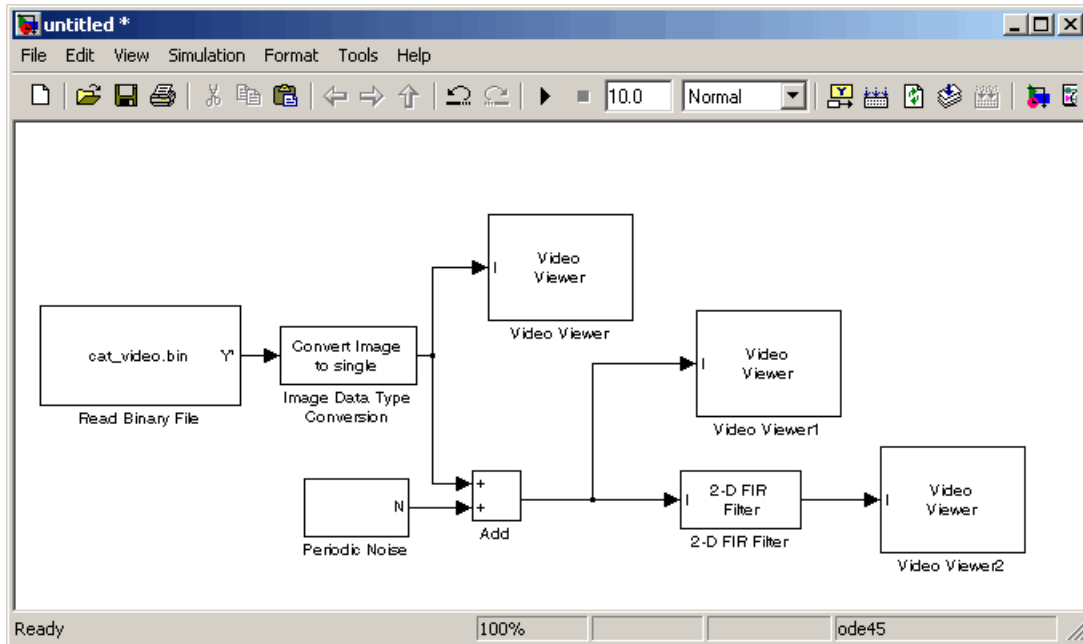 untitled *
File Edit View Simulation Format Tools Help
10.0 Normal
Video
Viewer
I
Video Viewer
cat_video.bin Y'
Read Binary File
Convert Image
to single
Image Data Type
Conversion
Video
Viewer
I
Video Viewer1
N
Periodic Noise
+
+
Add
I
2-D FIR
Filter
2-D FIR Filter
I
Video
Viewer
Video Viewer2
Ready 100% ode45